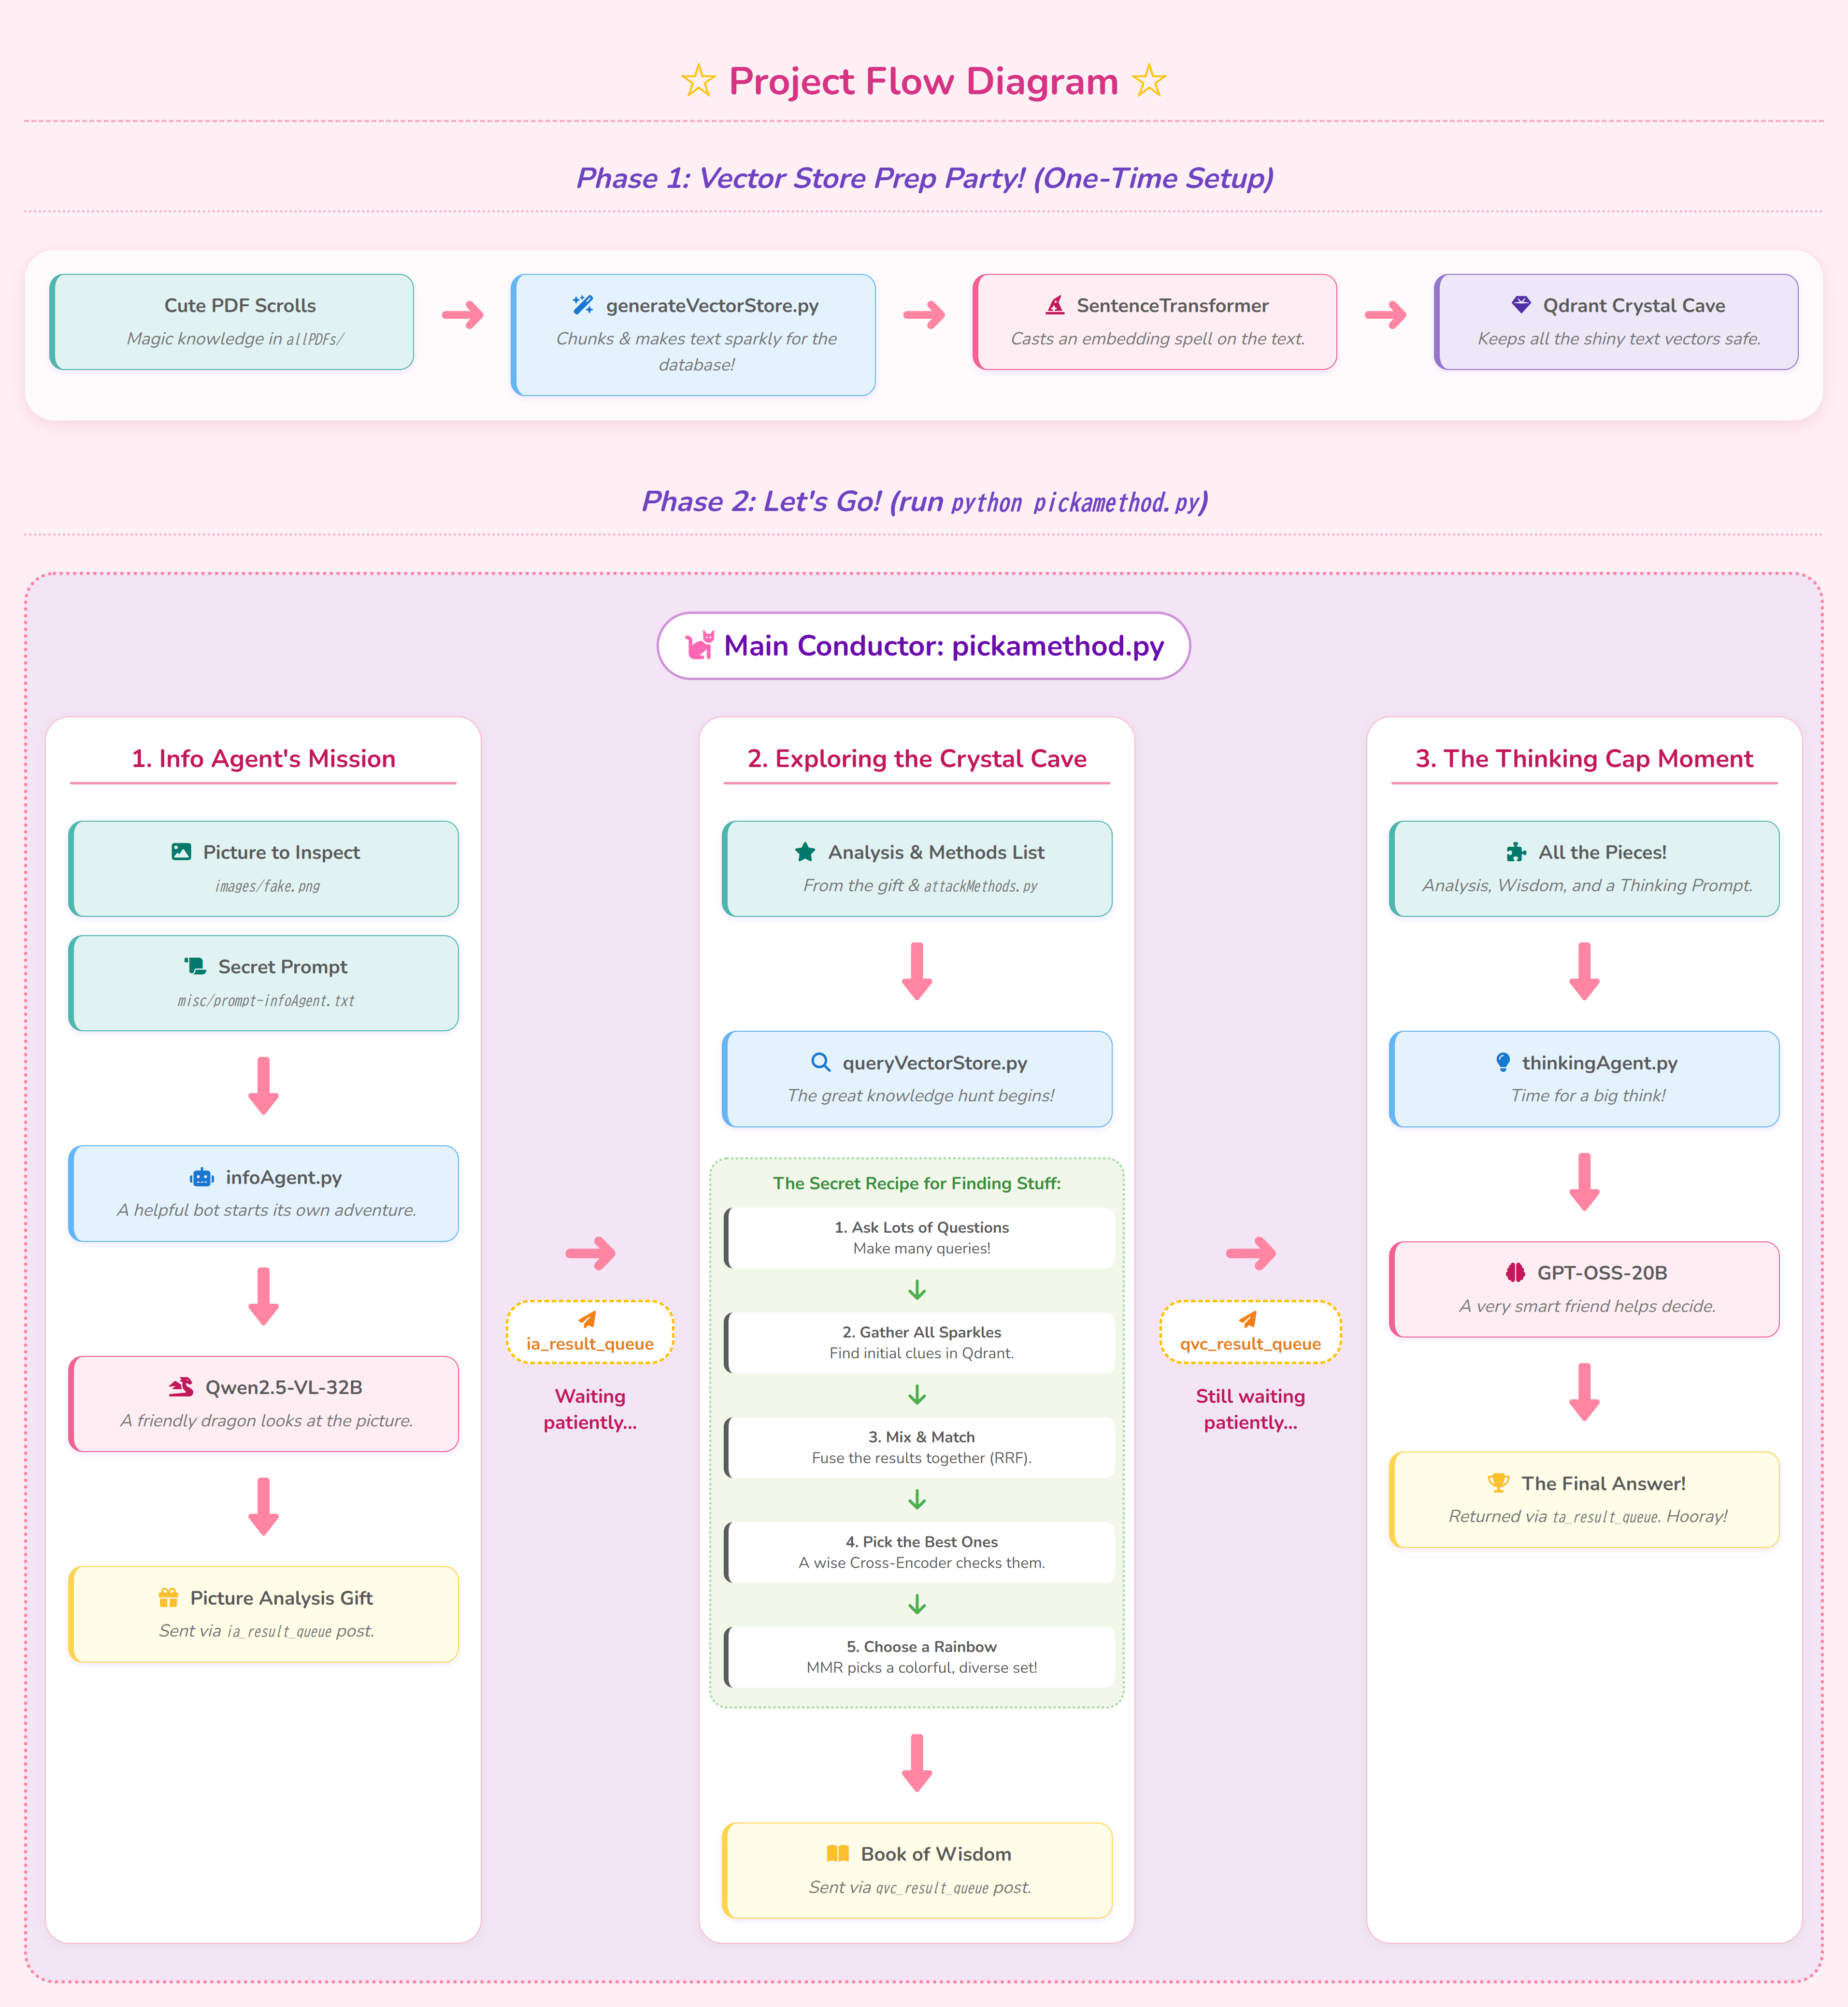 Project Flow Diagram
Phase 1: Vector Store Prep Party! (One-Time Setup)
Cute PDF Scrolls
Magic knowledge in allPDFs/
generateVectorStore.py
Chunks & makes text sparkly for the
database!
SentenceTransformer
Casts an embedding spell on the text.
Qdrant Crystal Cave
Keeps all the shiny text vectors safe.
Phase 2: Let's Go! (run python pickamethod.py)
Main Conductor: pickamethod.py
1. Info Agent's Mission
Picture to Inspect
images/fake.png
Secret Prompt
misc/prompt-infoAgent.txt
infoAgent.py
A helpful bot starts its own adventure.
Qwen2.5-VL-32B
A friendly dragon looks at the picture.
Picture Analysis Gift
Sent via ia_result_queue post.
ia_result_queue
Waiting
patiently...
2. Exploring the Crystal Cave
Analysis & Methods List
From the gift & attackMethods.py
queryVectorStore.py
The great knowledge hunt begins!
The Secret Recipe for Finding Stuff:
1. Ask Lots of Questions
Make many queries!
2. Gather All Sparkles
Find initial clues in Qdrant.
3. Mix & Match
Fuse the results together (RRF).
4. Pick the Best Ones
A wise Cross-Encoder checks them.
5. Choose a Rainbow
MMR picks a colorful, diverse set!
Book of Wisdom
Sent via qvc_result_queue post.
qvc_result_queue
Still waiting
patiently...
3. The Thinking Cap Moment
All the Pieces!
Analysis, Wisdom, and a Thinking Prompt.
thinkingAgent.py
Time for a big think!
GPT-OSS-20B
A very smart friend helps decide.
The Final Answer!
Returned via ta_result_queue. Hooray!